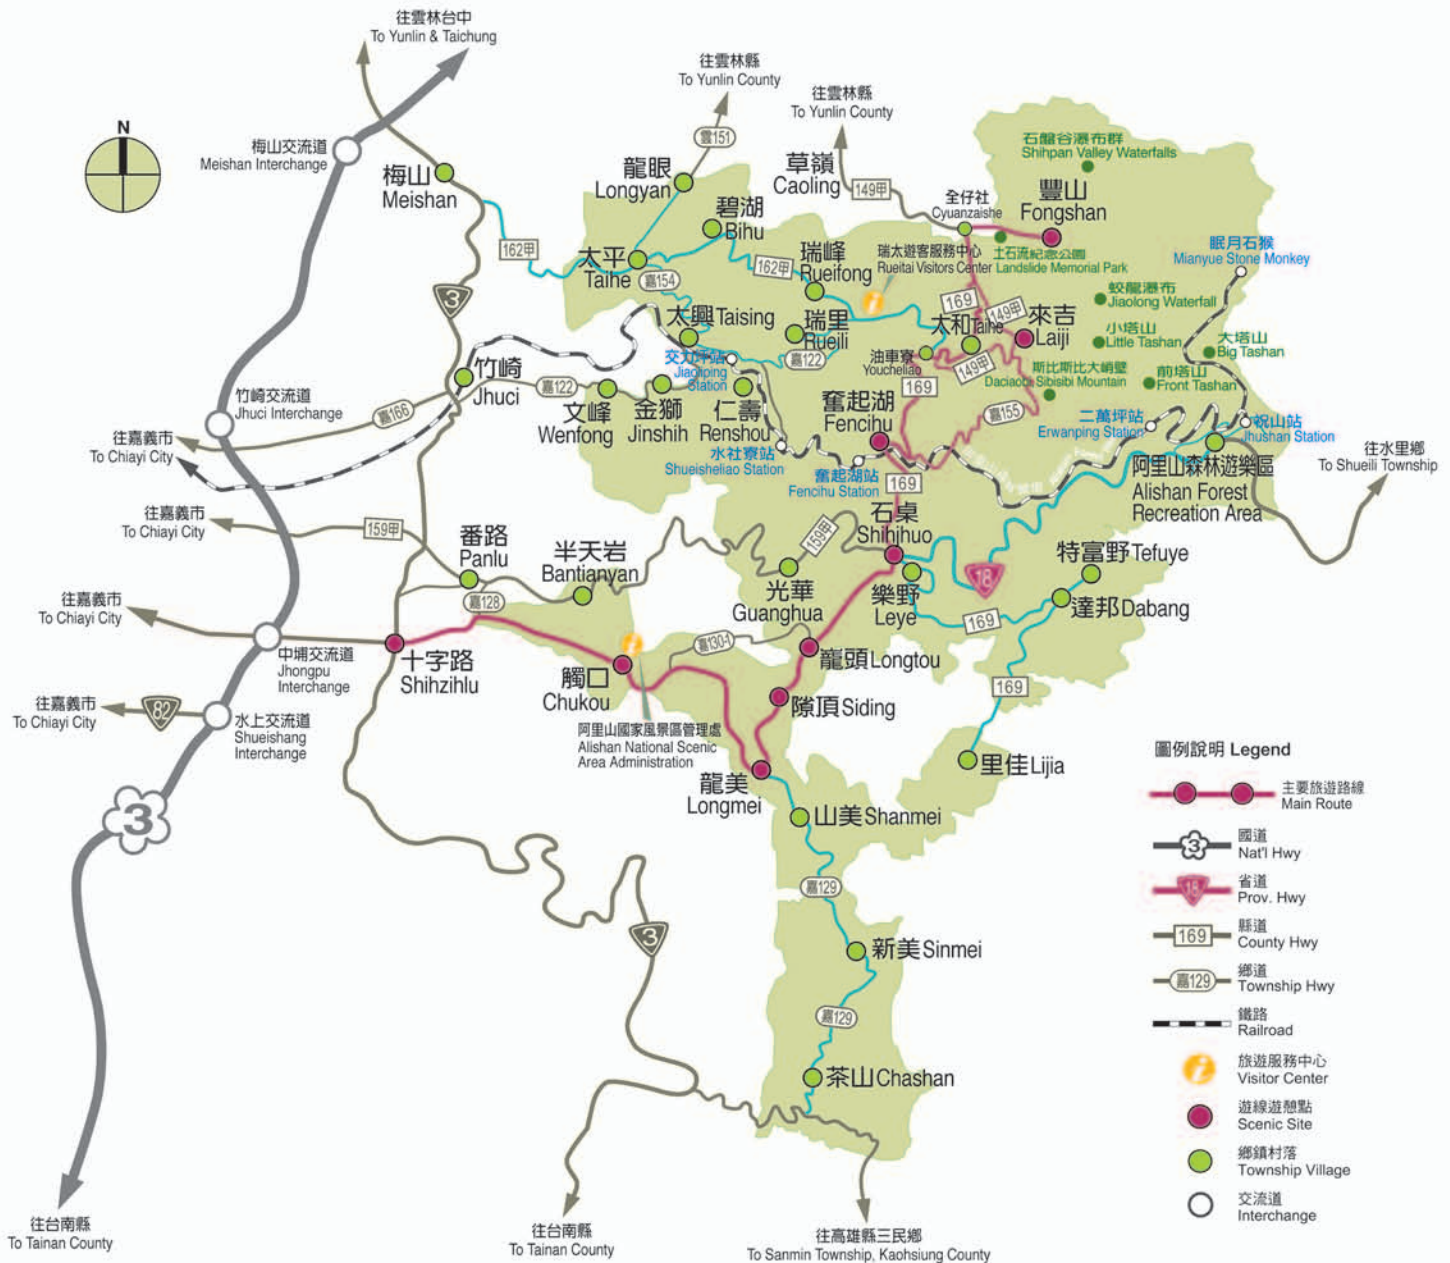 往雲林台中
To Yunlin & Taichung
往雲林縣
To Yunlin County
往雲林縣
To Yunlin County
N
梅山交流道
Meishan Interchange
雲151
石盤谷瀑布群
Shihpan Valley Waterfalls
梅山
Meishan
龍眼
Longyan
草嶺
Caoling
149甲
全仔社
Cyuanzaishe
豐山
Fongshan
碧湖
Bihu
162甲
太平
Taihe
嘉154
162甲
瑞峰
Rueifong
瑞太遊客服務中心
Rueitai Visitors Center
土石流紀念公園
Landslide Memorial Park
眠月石猴
Mianyue Stone Monkey
3
太興 Taising
瑞里
Rueili
169
149甲
太和 Taihe
來吉
Laiji
蛟龍瀑布
Jiaolong Waterfall
小塔山
Little Tashan
大塔山
Big Tashan
竹崎
Jhuci
交力坪站
Jiaoliping
Station
嘉122
油車寮
Youcheliao
149甲
斯比斯比大峭壁
Daciaobi Sibisibi Mountain
前塔山
Front Tashan
竹崎交流道
Jhuci Interchange
嘉166
嘉122
文峰
Wenfong
金獅
Jinshih
仁壽
Renshou
169
奮起湖
Fencihu
嘉155
二萬坪站
Erwanping Station
祝山站
Jhushan Station
往嘉義市
To Chiayi City
水社寮站
Shueisheliao Station
奮起湖站
Fencihu Station
169
阿里山森林遊樂區
Alishan Forest
Recreation Area
往水里鄉
To Shueili Township
往嘉義市
To Chiayi City
159甲
番路
Panlu
半天岩
Bantianyan
159甲
石桌
Shihjhuo
18
特富野 Tefuye
往嘉義市
To Chiayi City
嘉128
光華
Guanghua
樂野
Leye
169
達邦 Dabang
中埔交流道
Jhongpu
Interchange
十字路
Shihzihlu
觸口
Chukou
嘉130-1
龍頭 Longtou
169
往嘉義市
To Chiayi City
82
水上交流道
Shueishang
Interchange
隙頂 Siding
阿里山國家風景區管理處
Alishan National Scenic
Area Administration
龍美
Longmei
里佳 Lijia
3
山美 Shanmei
嘉129
3
新美 Sinmei
嘉129
茶山 Chashan
往台南縣
To Tainan County
往台南縣
To Tainan County
往高雄縣三民鄉
To Sanmin Township, Kaohsiung County
圖例說明 Legend
主要旅遊路線
Main Route
3
國道
Nat'l Hwy
18
省道
Prov. Hwy
169
縣道
County Hwy
嘉129
鄉道
Township Hwy
鐵路
Railroad
旅遊服務中心
Visitor Center
遊線遊憩點
Scenic Site
鄉鎮村落
Township Village
交流道
Interchange